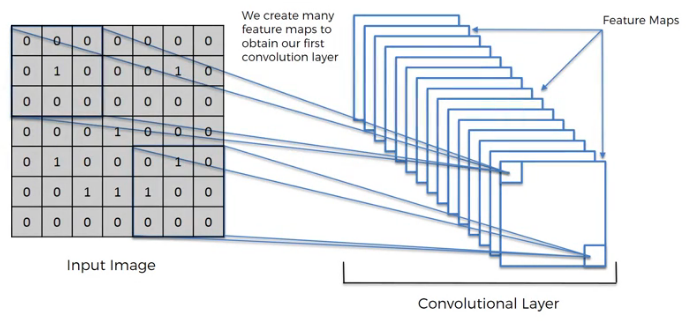 We create many
feature maps to
obtain our first
convolution layer
Feature Maps
0 0 0 0 0 0 0
0 1 0 0 0 1 0
0 0 0 0 0 0 0
0 0 0 1 0 0 0
0 1 0 0 0 1 0
0 0 1 1 1 0 0
0 0 0 0 0 0 0
Input Image
Convolutional Layer